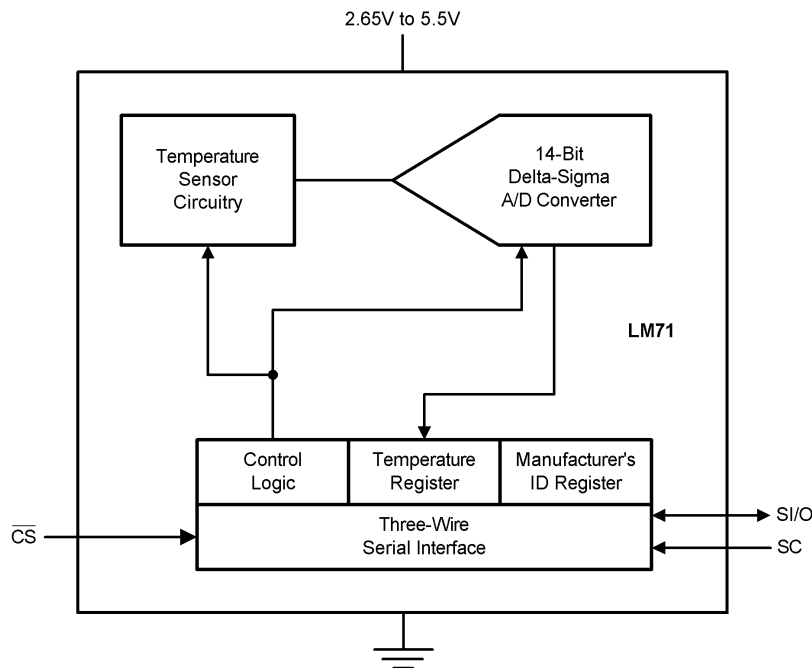 2.65V to 5.5V
Temperature
Sensor
Circuitry
14-Bit
Delta-Sigma
A/D Converter
LM71
Control
Logic
Temperature
Register
Manufacturer's
ID Register
Three-Wire
Serial Interface
C̅S̅
SI/O
SC